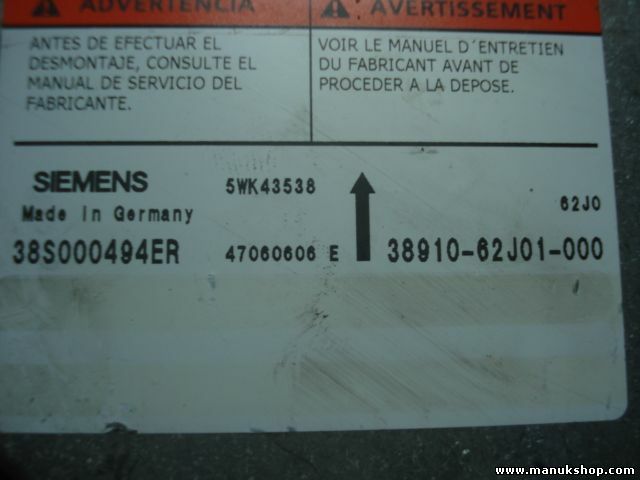 ADVERTENCIA
AVERTISSEMENT
ANTES DE EFECTUAR EL
DESMONTAJE, CONSULTE EL
MANUAL DE SERVICIO DEL
FABRICANTE.
VOIR LE MANUEL D´ENTRETIEN
DU FABRICANT AVANT DE
PROCEDER A LA DEPOSE.
SIEMENS
5WK43538
62J0
Made in Germany
38S000494ER
47060606 E
38910-62J01-000
www.manukshop.com